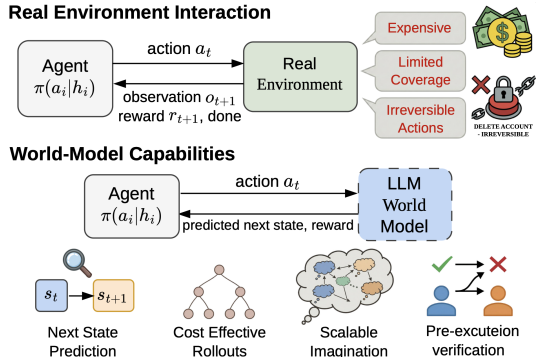 Real Environment Interaction
Agent
π(a_i|h_i)
action a_t
observation o_{t+1}
reward r_{t+1}, done
Real
Environment
Expensive
Limited
Coverage
Irreversible
Actions
$
DELETE ACCOUNT
- IRREVERSIBLE
World-Model Capabilities
Agent
π(a_i|h_i)
action a_t
predicted next state, reward
LLM
World
Model
s_t
s_{t+1}
Next State
Prediction
Cost Effective
Rollouts
Scalable
Imagination
Pre-excuteion
verification